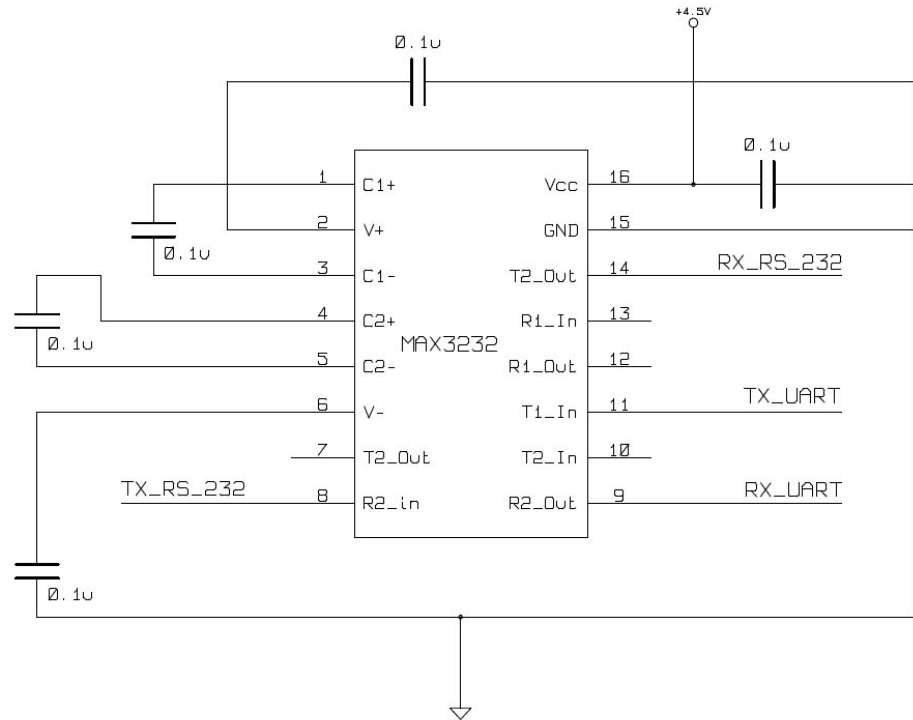 +4.5V
0.1u
0.1u
1 C1+ Vcc 16
2 V+ GND 15
0.1u
3 C1- T2_Out 14 RX_RS_232
4 C2+ R1_In 13
0.1u
MAX3232
5 C2- R1_Out 12
6 V- T1_In 11 TX_UART
7 T2_Out T2_In 10
TX_RS_232 8 R2_in R2_Out 9 RX_UART
0.1u